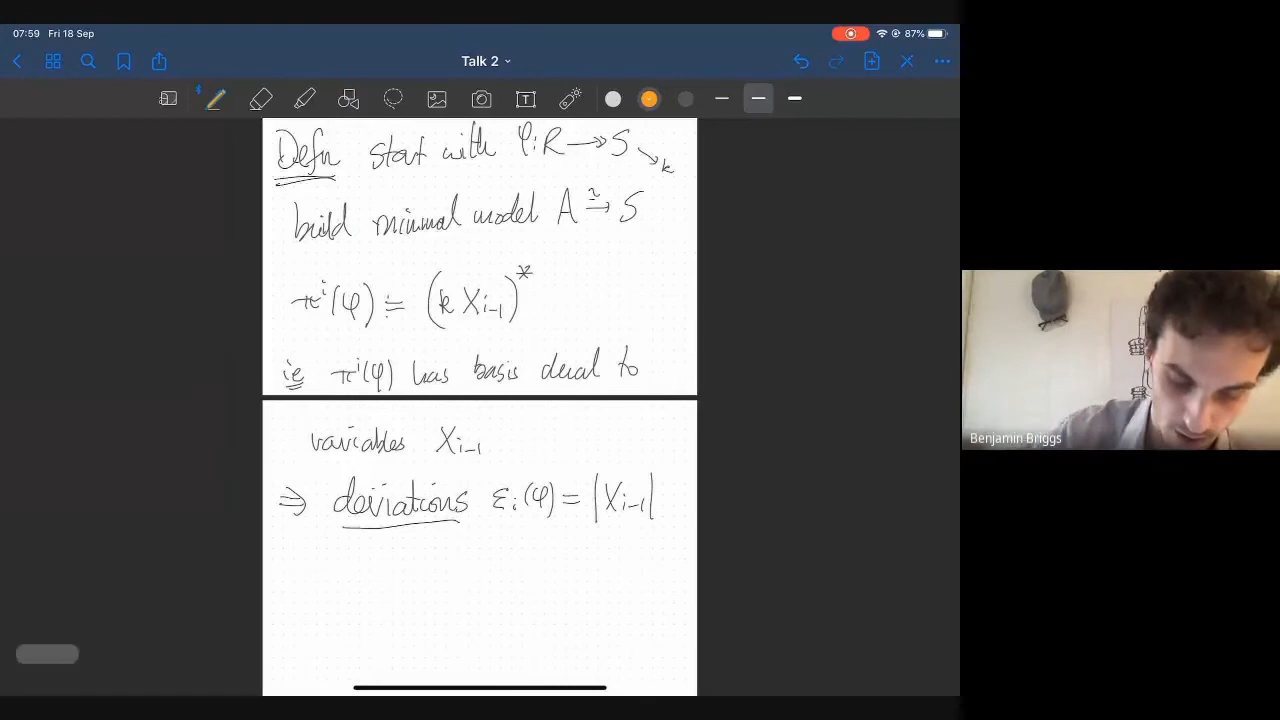 07:59 Fri 18 Sep
87%
Talk 2
Defn start with φ: R ↠ S ↘ k
build minimal model A ≃→ S
πⁱ(φ) ≐ (k Xᵢ₋₁)*
ie πⁱ(φ) has basis dual to
variables Xᵢ₋₁
⇒ deviations εᵢ(φ) = |Xᵢ₋₁|
Benjamin Briggs